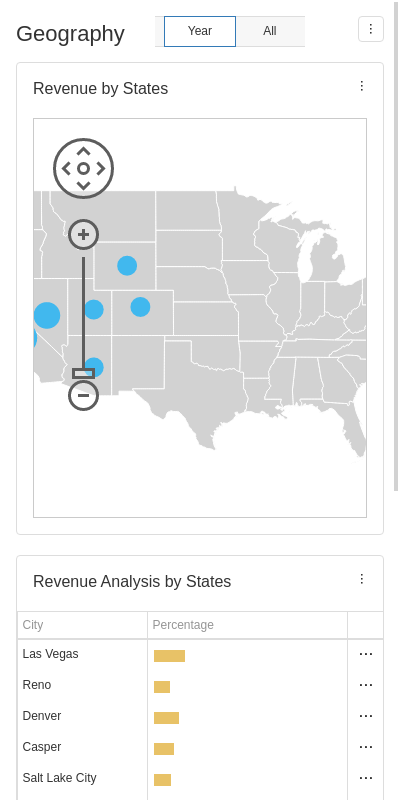 Geography
Year
All
Revenue by States
Revenue Analysis by States
City
Percentage
Las Vegas
Reno
Denver
Casper
Salt Lake City